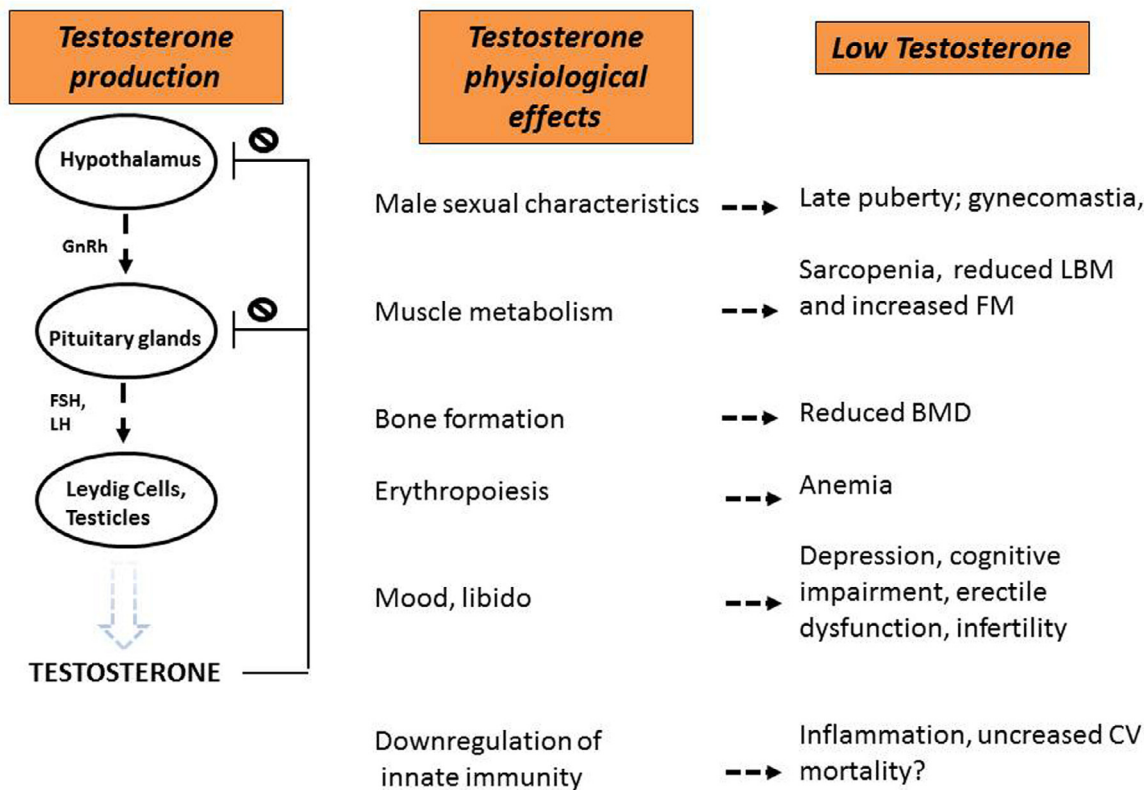 Testosterone
production
Hypothalamus
GnRh
Pituitary glands
FSH,
LH
Leydig Cells,
Testicles
TESTOSTERONE
Testosterone
physiological
effects
Male sexual characteristics
Muscle metabolism
Bone formation
Erythropoiesis
Mood, libido
Downregulation of
innate immunity
Low Testosterone
Late puberty; gynecomastia,
Sarcopenia, reduced LBM
and increased FM
Reduced BMD
Anemia
Depression, cognitive
impairment, erectile
dysfunction, infertility
Inflammation, uncreased CV
mortality?